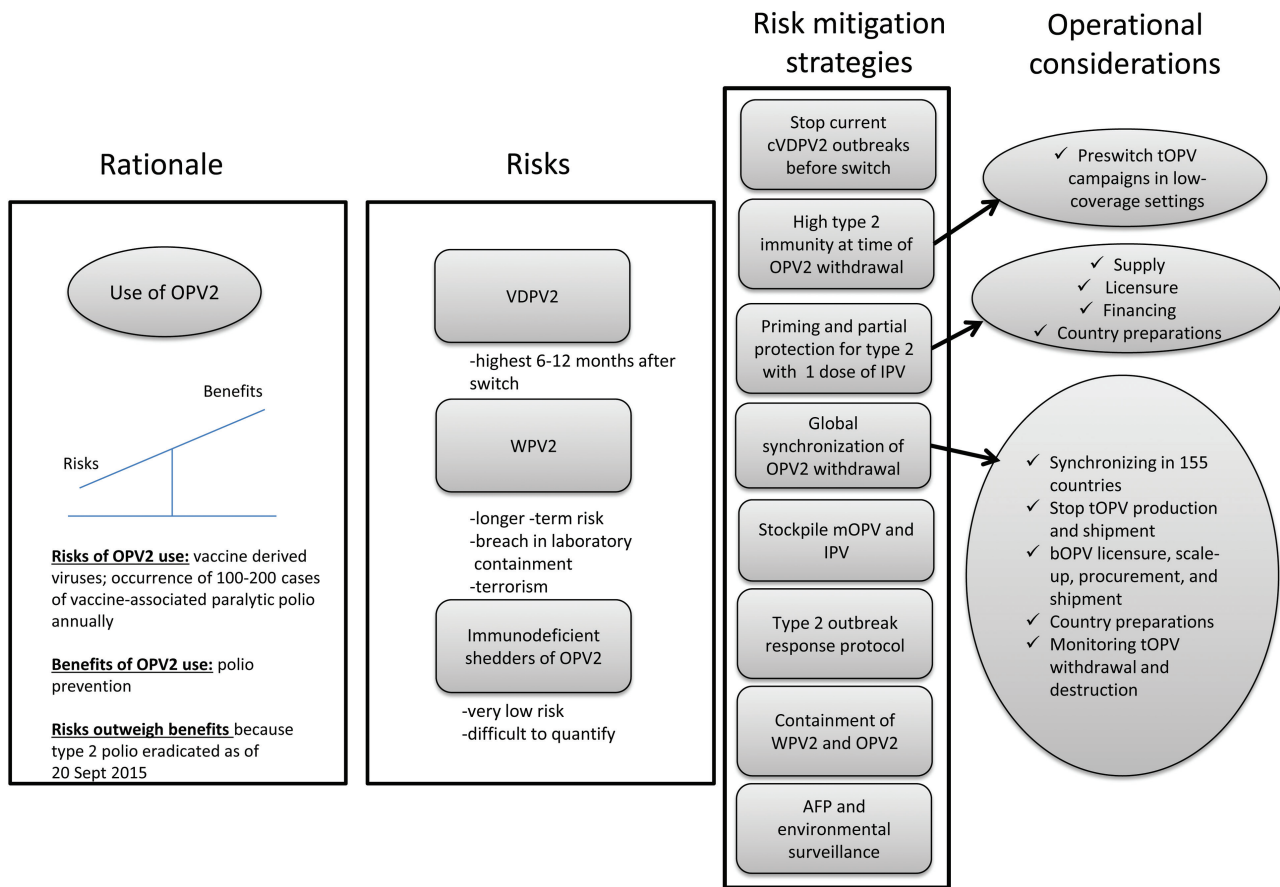 Rationale
Use of OPV2
Benefits
Risks
Risks of OPV2 use: vaccine derived
viruses; occurrence of 100-200 cases
of vaccine-associated paralytic polio
annually
Benefits of OPV2 use: polio
prevention
Risks outweigh benefits because
type 2 polio eradicated as of
20 Sept 2015
Risks
VDPV2
-highest 6-12 months after
switch
WPV2
-longer -term risk
-breach in laboratory
containment
-terrorism
Immunodeficient
shedders of OPV2
-very low risk
-difficult to quantify
Risk mitigation
strategies
Stop current
cVDPV2 outbreaks
before switch
High type 2
immunity at time of
OPV2 withdrawal
Priming and partial
protection for type 2
with 1 dose of IPV
Global
synchronization of
OPV2 withdrawal
Stockpile mOPV and
IPV
Type 2 outbreak
response protocol
Containment of
WPV2 and OPV2
AFP and
environmental
surveillance
Operational
considerations
✓ Preswitch tOPV
campaigns in low-
coverage settings
✓ Supply
✓ Licensure
✓ Financing
✓ Country preparations
✓ Synchronizing in 155
countries
✓ Stop tOPV production
and shipment
✓ bOPV licensure, scale-
up, procurement, and
shipment
✓ Country preparations
✓ Monitoring tOPV
withdrawal and
destruction